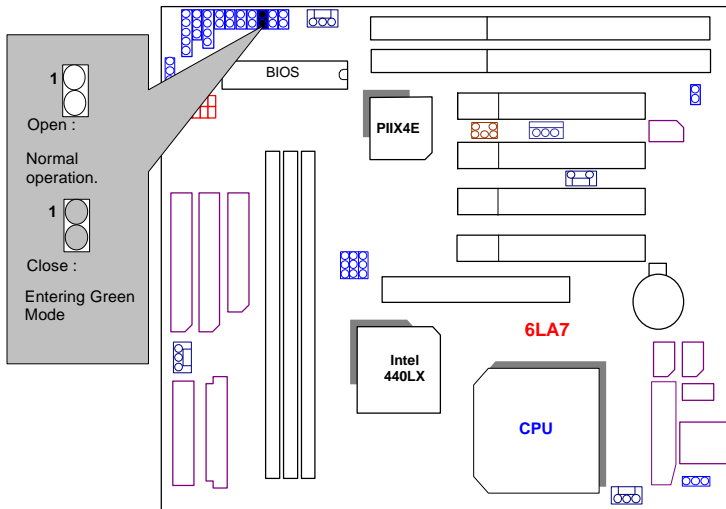 1
Open :
Normal
operation.
1
Close :
Entering Green
Mode
BIOS
PIIX4E
6LA7
Intel
440LX
CPU